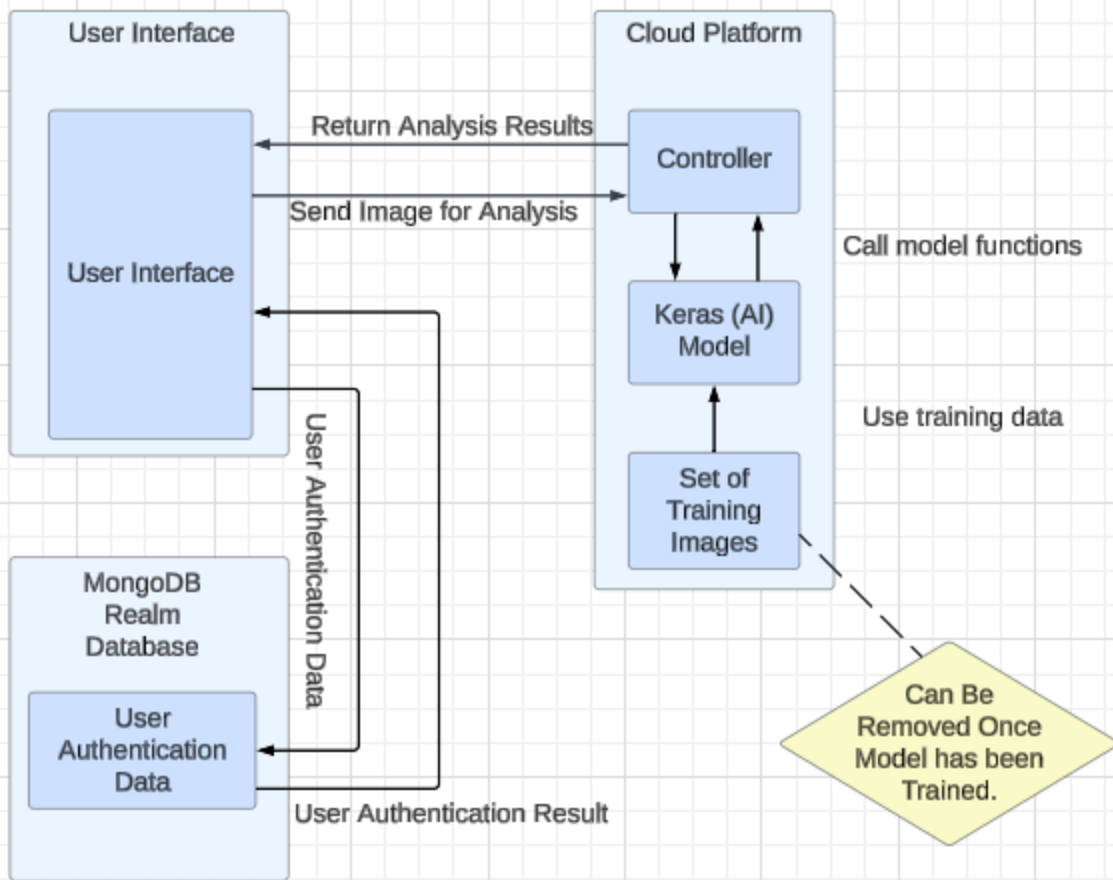 User Interface
Cloud Platform
Return Analysis Results
Controller
Send Image for Analysis
Call model functions
User Interface
Keras (AI)
Model
Use training data
User Authentication Data
Set of
Training
Images
MongoDB
Realm
Database
User
Authentication
Data
User Authentication Result
Can Be
Removed Once
Model has been
Trained.